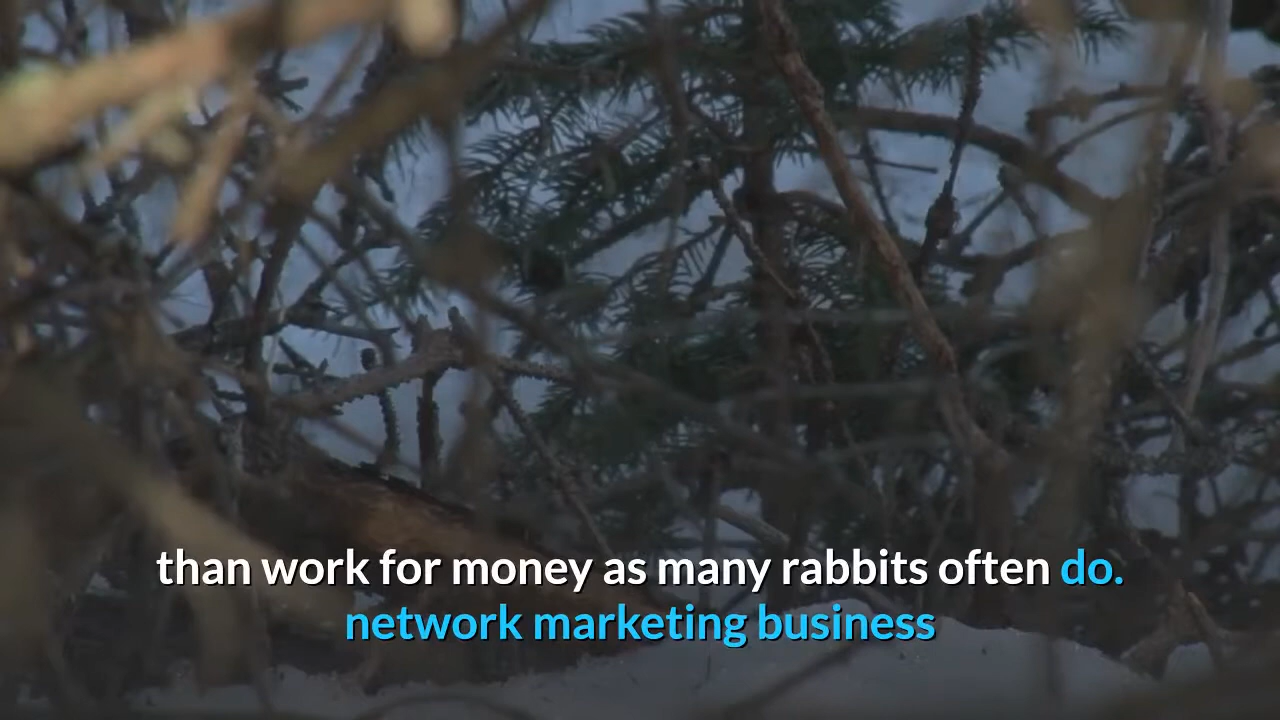 than work for money as many rabbits often do.
network marketing business